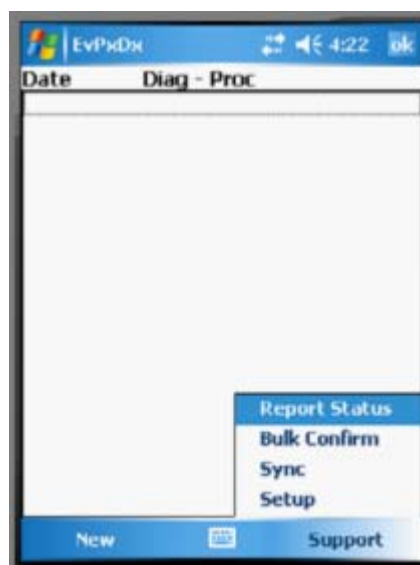 EvPxDx 4:22 ok
Date Diag - Proc
Report Status
Bulk Confirm
Sync
Setup
New Support